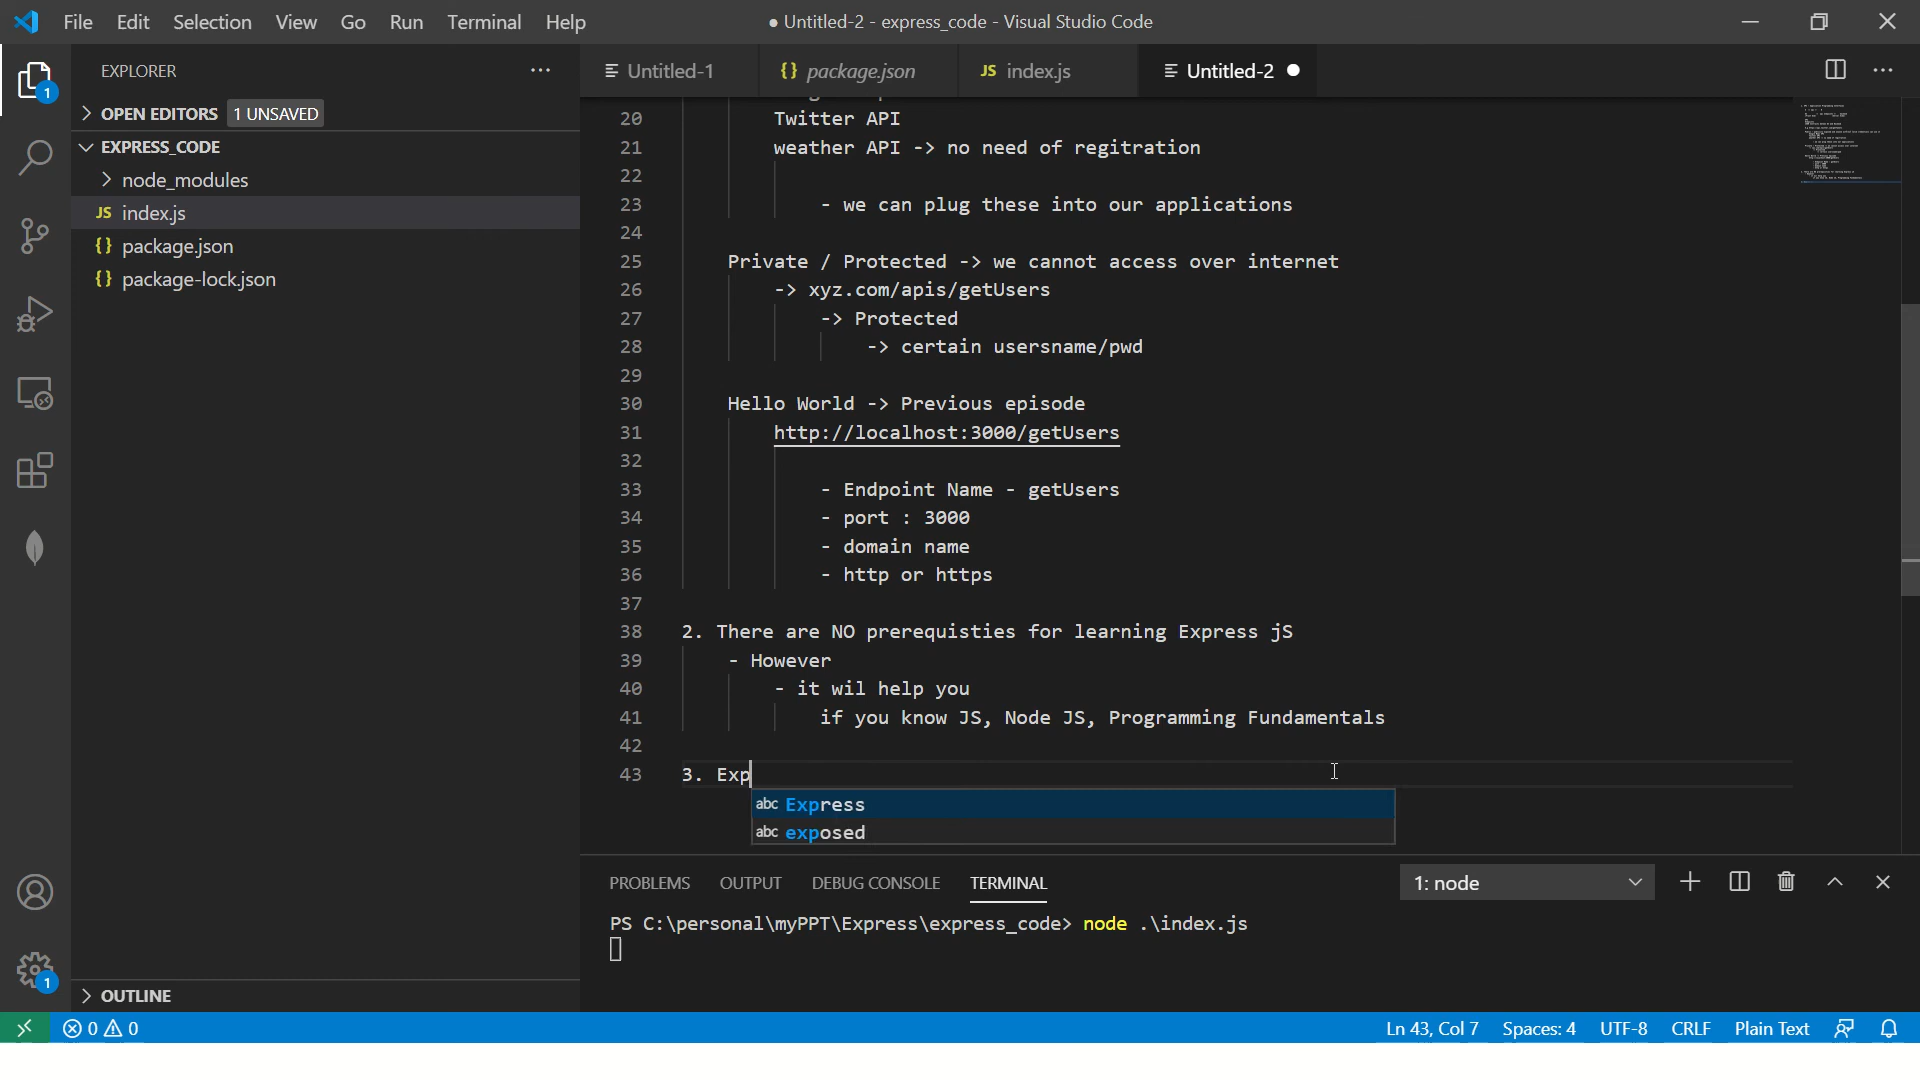 File Edit Selection View Go Run Terminal Help
● Untitled-2 - express_code - Visual Studio Code
EXPLORER
OPEN EDITORS 1 UNSAVED
EXPRESS_CODE
node_modules
JS index.js
{} package.json
{} package-lock.json
OUTLINE
1
1
Untitled-1
{} package.json
JS index.js
Untitled-2 ●
20 Twitter API
21 weather API -> no need of regitration
22
23 - we can plug these into our applications
24
25 Private / Protected -> we cannot access over internet
26 -> xyz.com/apis/getUsers
27 -> Protected
28 -> certain usersname/pwd
29
30 Hello World -> Previous episode
31 http://localhost:3000/getUsers
32
33 - Endpoint Name - getUsers
34 - port : 3000
35 - domain name
36 - http or https
37
38 2. There are NO prerequisties for learning Express jS
39 - However
40 - it wil help you
41 if you know JS, Node JS, Programming Fundamentals
42
43 3. Exp
abc Express
abc exposed
PROBLEMS OUTPUT DEBUG CONSOLE TERMINAL 1: node
PS C:\personal\myPPT\Express\express_code> node .\index.js
0 0 Ln 43, Col 7 Spaces: 4 UTF-8 CRLF Plain Text